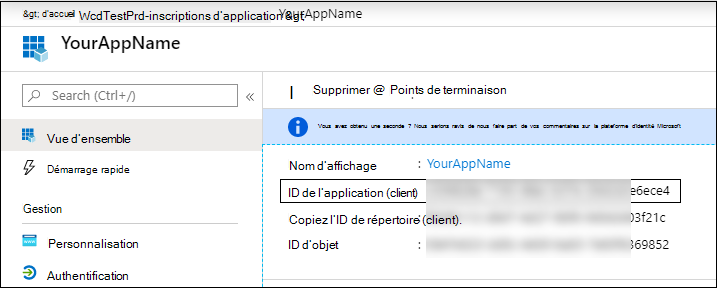 &gt; d'accueil WcdTestPrd-inscriptions d'application &gt YourAppName
YourAppName
Search (Ctrl+/)
«
Supprimer @ Points de terminaison
Vous avez obtenu une seconde ? Nous serions ravis de nous faire part de vos commentaires sur la plateforme d'identité Microsoft
Vue d'ensemble
Démarrage rapide
Gestion
Personnalisation
Authentification
Nom d'affichage : YourAppName
ID de l'application (client) e6ece4
Copiez l'ID de répertoire (client). 03f21c
ID d'objet : 369852